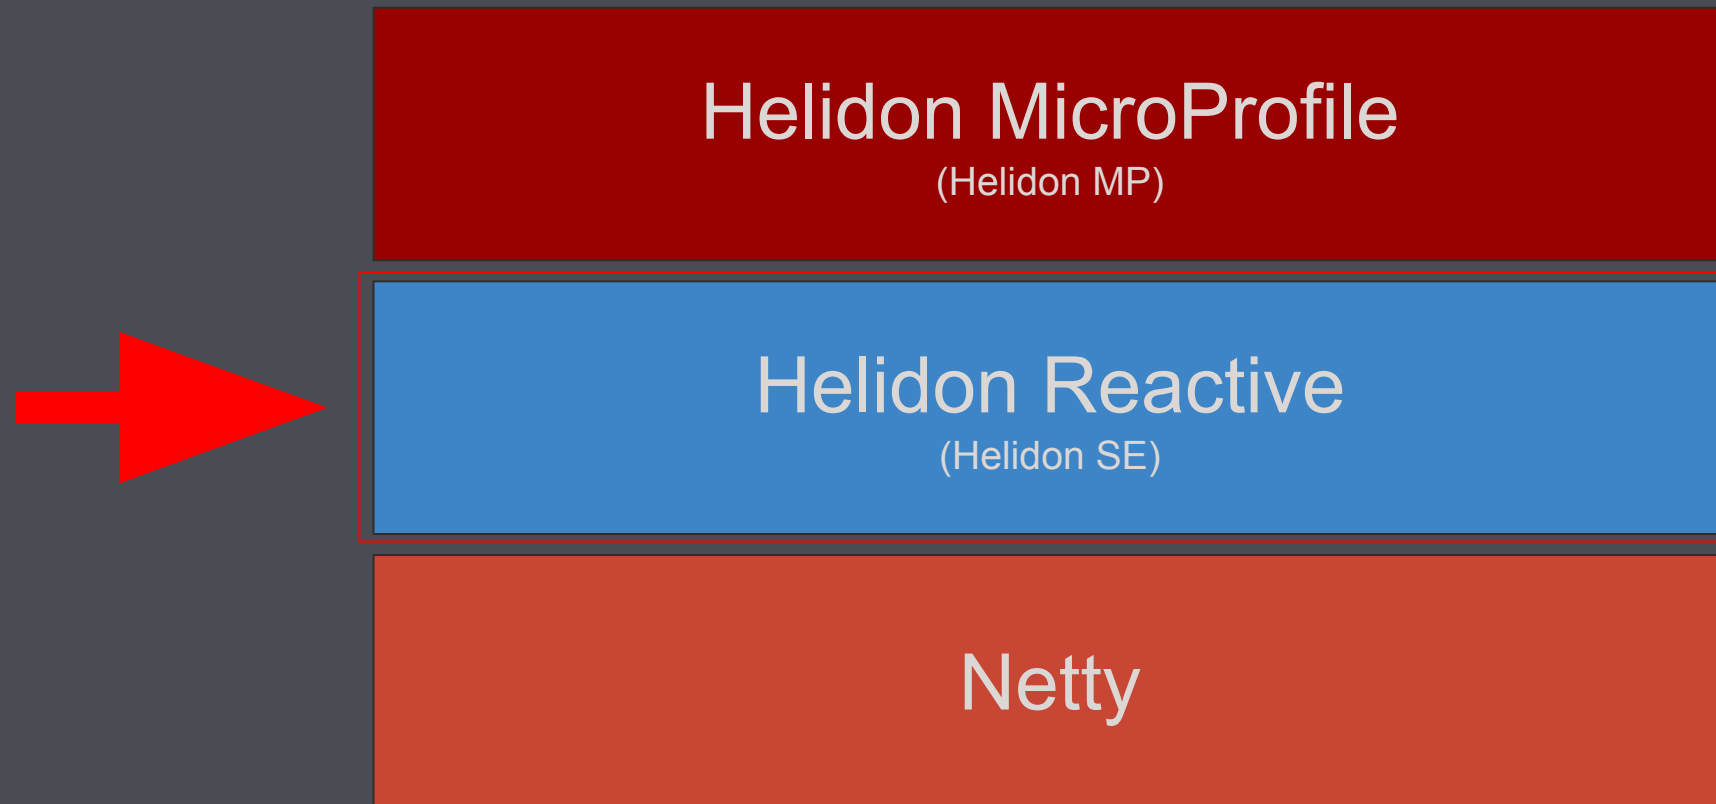 Helidon MicroProfile
(Helidon MP)
Helidon Reactive
(Helidon SE)
Netty